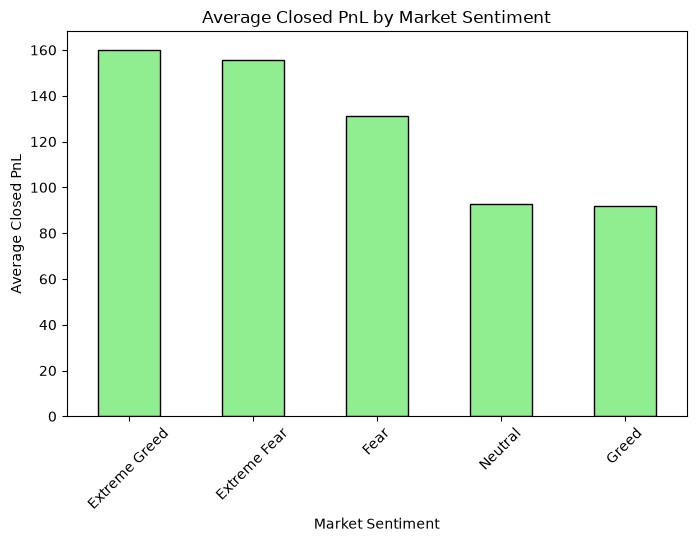 Average Closed PnL by Market Sentiment
Average Closed PnL
160
140
120
100
80
60
40
20
0
Extreme Greed
Extreme Fear
Fear
Neutral
Greed
Market Sentiment